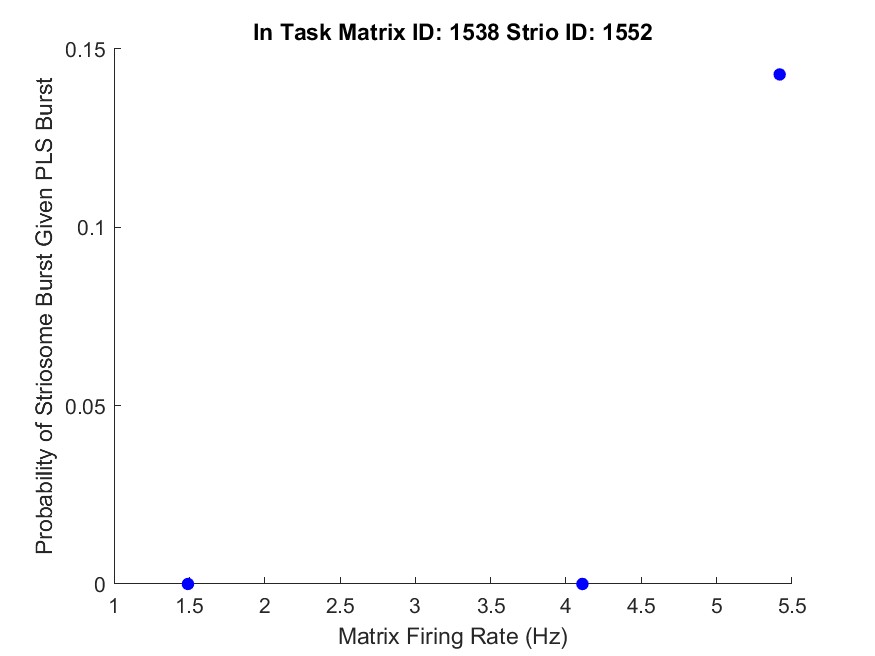 In Task Matrix ID: 1538 Strio ID: 1552
Probability of Striosome Burst Given PLS Burst
0.15
0.1
0.05
0
1 1.5 2 2.5 3 3.5 4 4.5 5 5.5
Matrix Firing Rate (Hz)